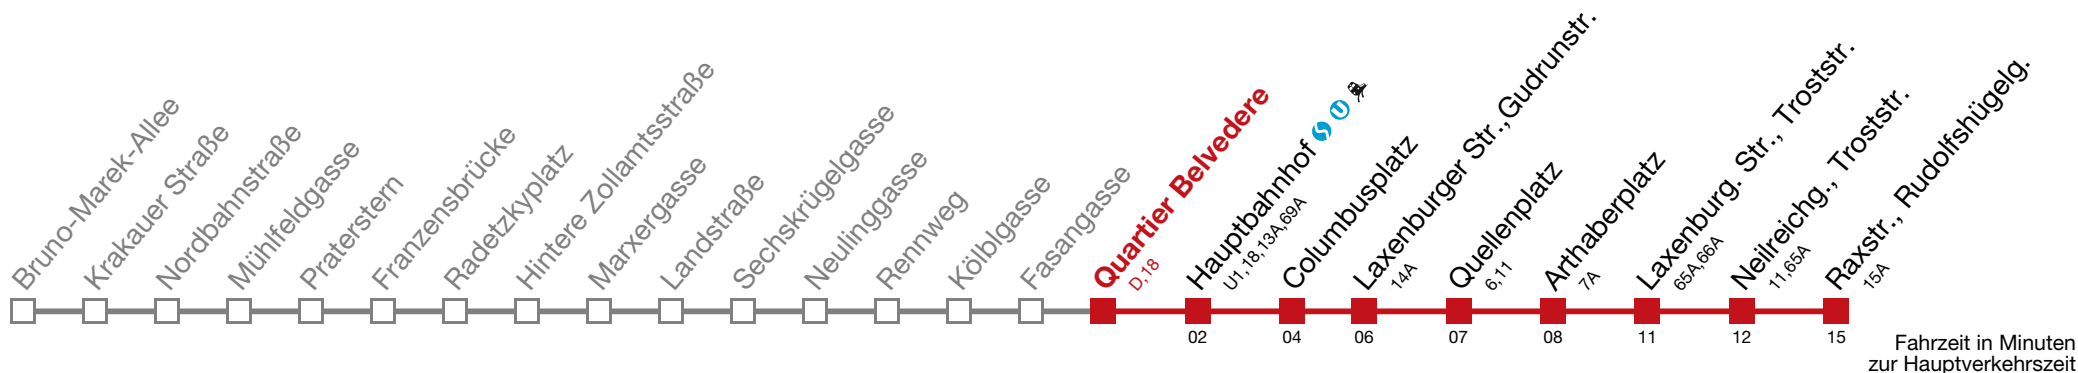 Bruno-Marek-Allee
Krakauer Straße
Nordbahnstraße
Mühlfeldgasse
Praterstern
Franzensbrücke
Radetzkyplatz
Hintere Zollamtsstraße
Marxergasse
Landstraße
Sechskrügelgasse
Neulinggasse
Rennweg
Kölblgasse
Fasangasse
Quartier Belvedere
D,18
Hauptbahnhof S U
U1,18,13A,69A
Columbusplatz
Laxenburger Str.,Gudrunstr.
14A
Quellenplatz
6,11
Arthaberplatz
7A
Laxenburg. Str., Troststr.
65A,66A
Neilreichg., Troststr.
11,65A
Raxstr., Rudolfshügelg.
15A
02 04 06 07 08 11 12 15
Fahrzeit in Minuten
zur Hauptverkehrszeit